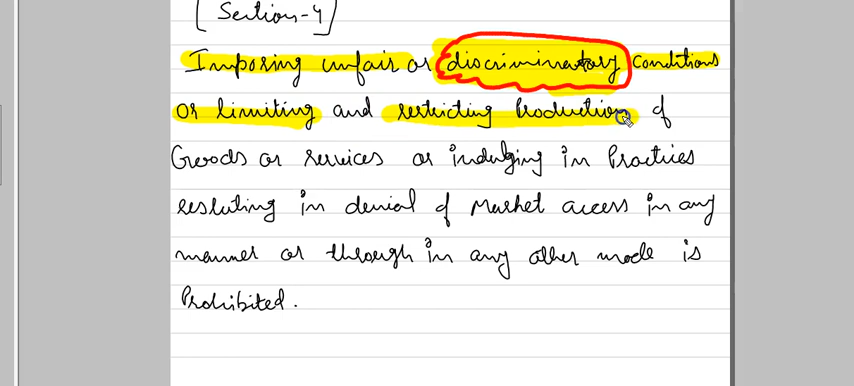 [Section-4]
Imposing unfair or discriminatory conditions
or limiting and restricting Production of
Goods or services or indulging in Practices
resluting in denial of Market access in any
manner or through in any other mode is
Prohibited.